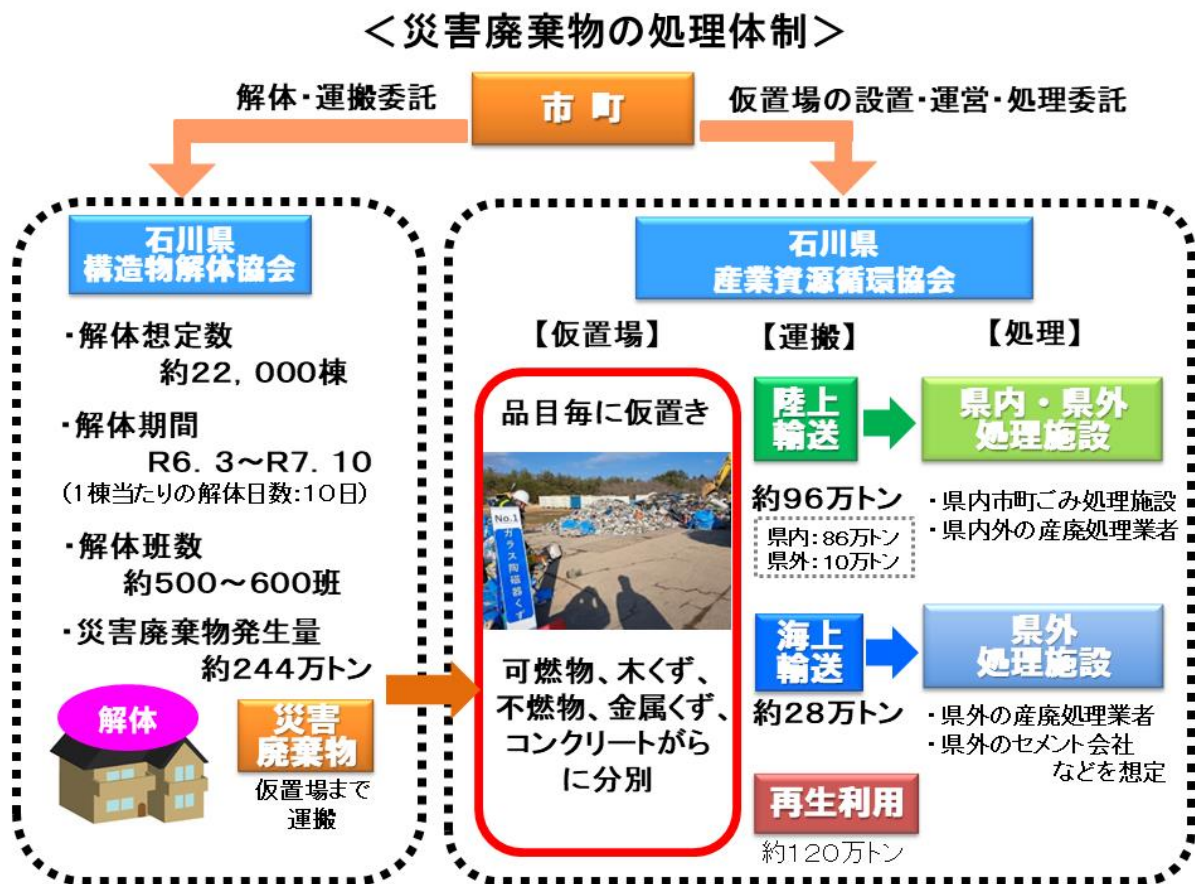 ＜災害廃棄物の処理体制＞
解体・運搬委託
市 町
仮置場の設置・運営・処理委託
石川県
構造物解体協会
・解体想定数
約22，000棟
・解体期間
R6．3～R7．10
（1棟当たりの解体日数：10日）
・解体班数
約500～600班
・災害廃棄物発生量
約244万トン
解体
災害
廃棄物
仮置場まで
運搬
石川県
産業資源循環協会
【仮置場】
品目毎に仮置き
No.1
ガラス陶磁器くず
可燃物、木くず、
不燃物、金属くず、
コンクリートがら
に分別
【運搬】
陸上
輸送
約96万トン
県内：86万トン
県外：10万トン
海上
輸送
約28万トン
再生利用
約120万トン
【処理】
県内・県外
処理施設
・県内市町ごみ処理施設
・県内外の産廃処理業者
県外
処理施設
・県外の産廃処理業者
・県外のセメント会社
などを想定